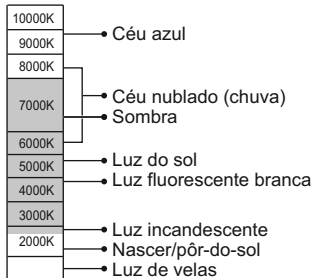 10000K
Céu azul
9000K
8000K
Céu nublado (chuva)
7000K
Sombra
6000K
Luz do sol
5000K
Luz fluorescente branca
4000K
3000K
Luz incandescente
2000K
Nascer/pôr-do-sol
Luz de velas